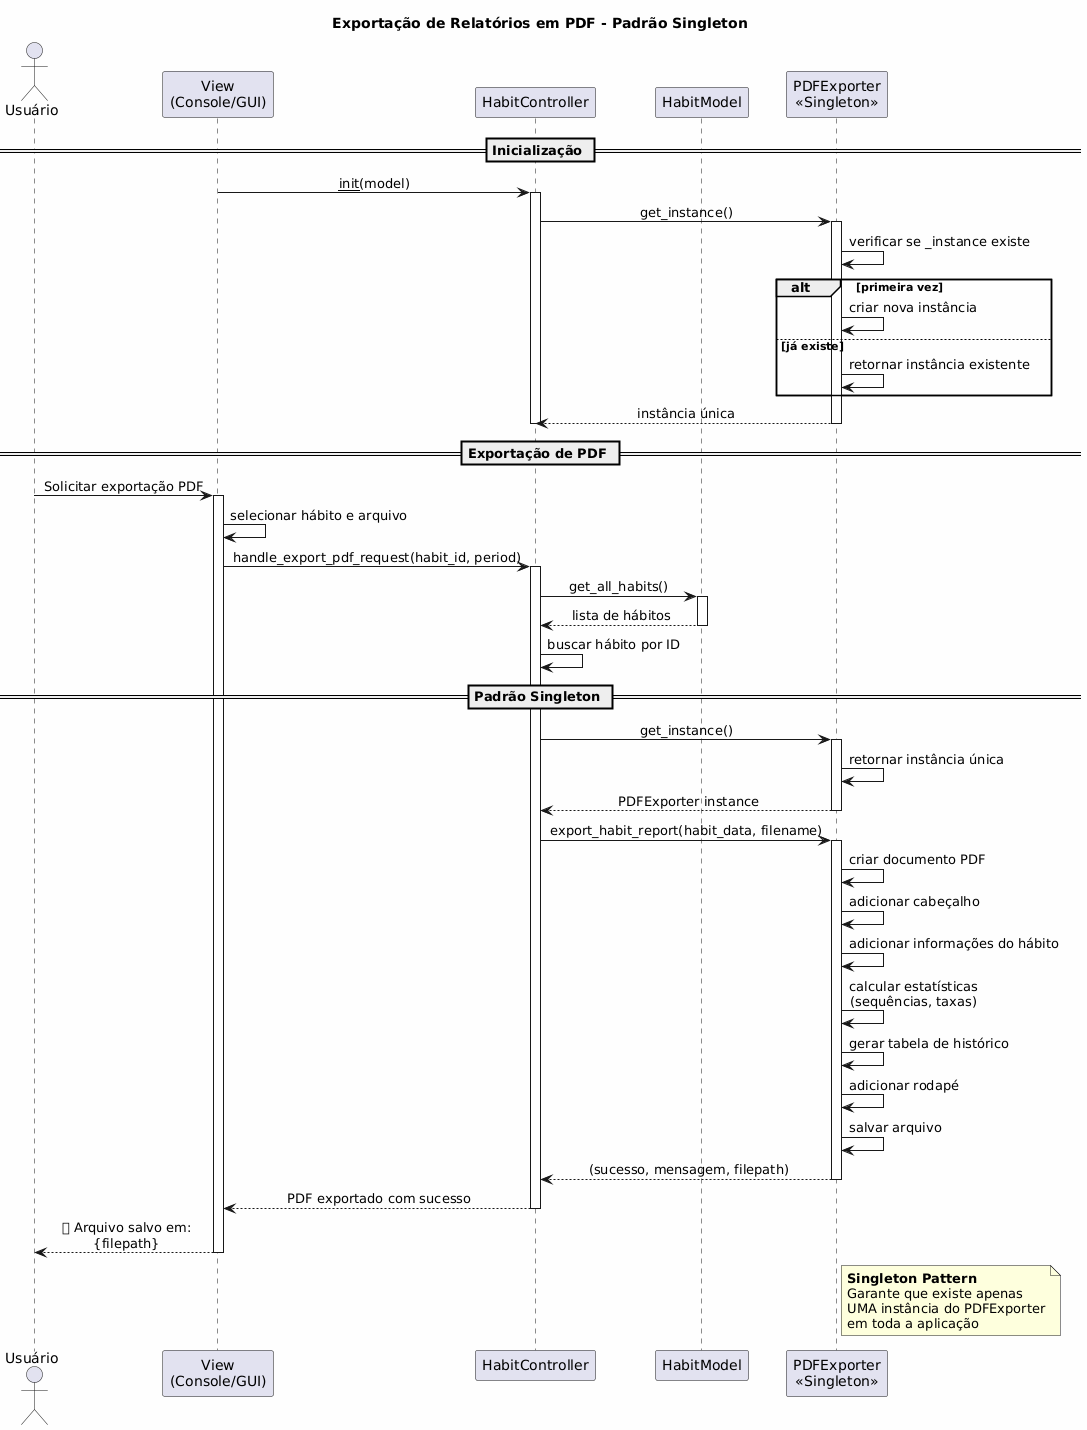 Exportação de Relatórios em PDF - Padrão Singleton
Usuário
View
(Console/GUI)
HabitController
HabitModel
PDFExporter
«Singleton»
Inicialização
init(model)
get_instance()
verificar se _instance existe
alt
[primeira vez]
criar nova instância
[já existe]
retornar instância existente
instância única
Exportação de PDF
Solicitar exportação PDF
selecionar hábito e arquivo
handle_export_pdf_request(habit_id, period)
get_all_habits()
lista de hábitos
buscar hábito por ID
Padrão Singleton
get_instance()
retornar instância única
PDFExporter instance
export_habit_report(habit_data, filename)
criar documento PDF
adicionar cabeçalho
adicionar informações do hábito
calcular estatísticas
(sequências, taxas)
gerar tabela de histórico
adicionar rodapé
salvar arquivo
(sucesso, mensagem, filepath)
PDF exportado com sucesso
Arquivo salvo em:
{filepath}
Singleton Pattern
Garante que existe apenas
UMA instância do PDFExporter
em toda a aplicação
Usuário
View
(Console/GUI)
HabitController
HabitModel
PDFExporter
«Singleton»